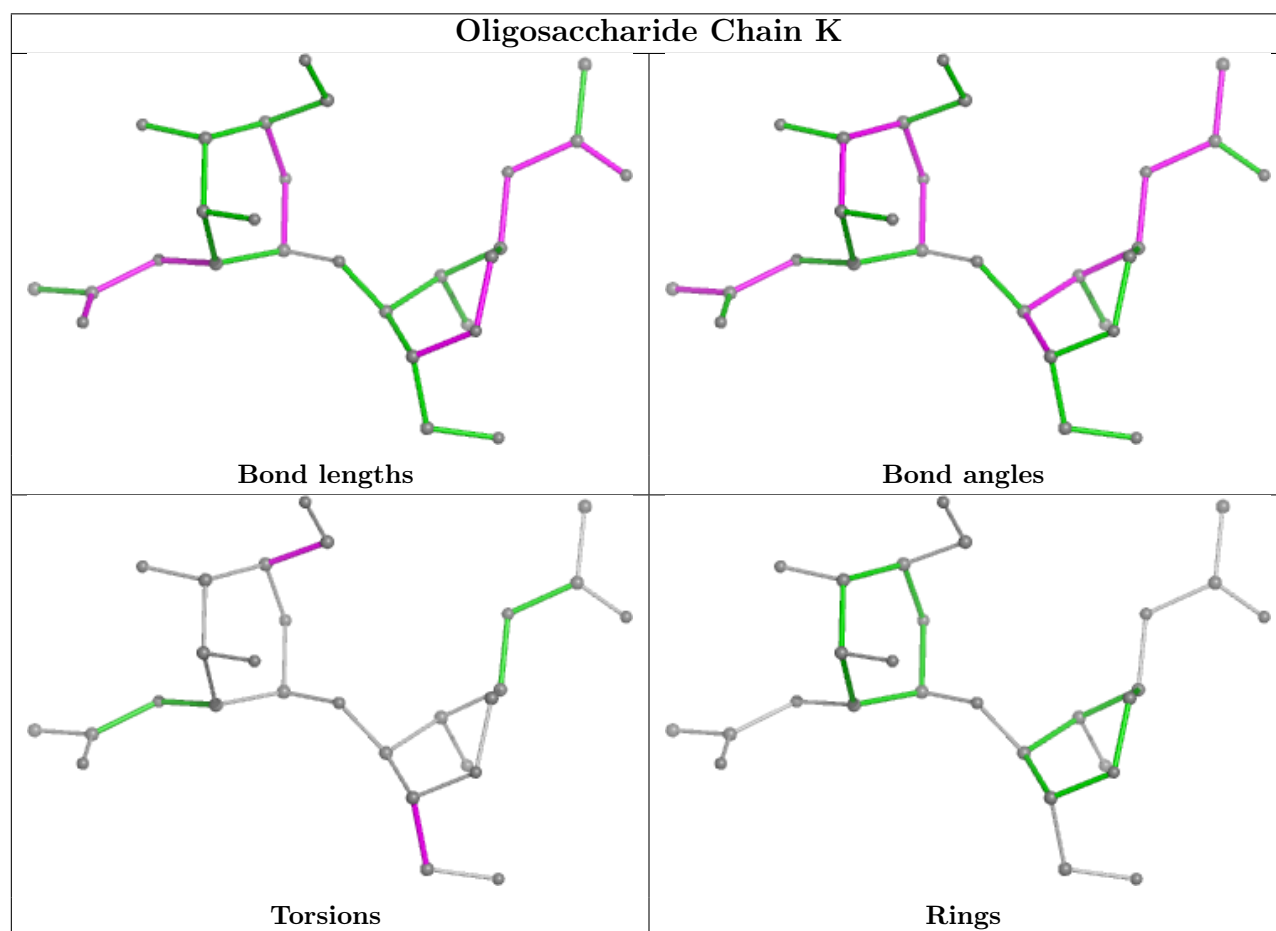 Oligosaccharide Chain K
Bond lengths
Bond angles
Torsions
Rings